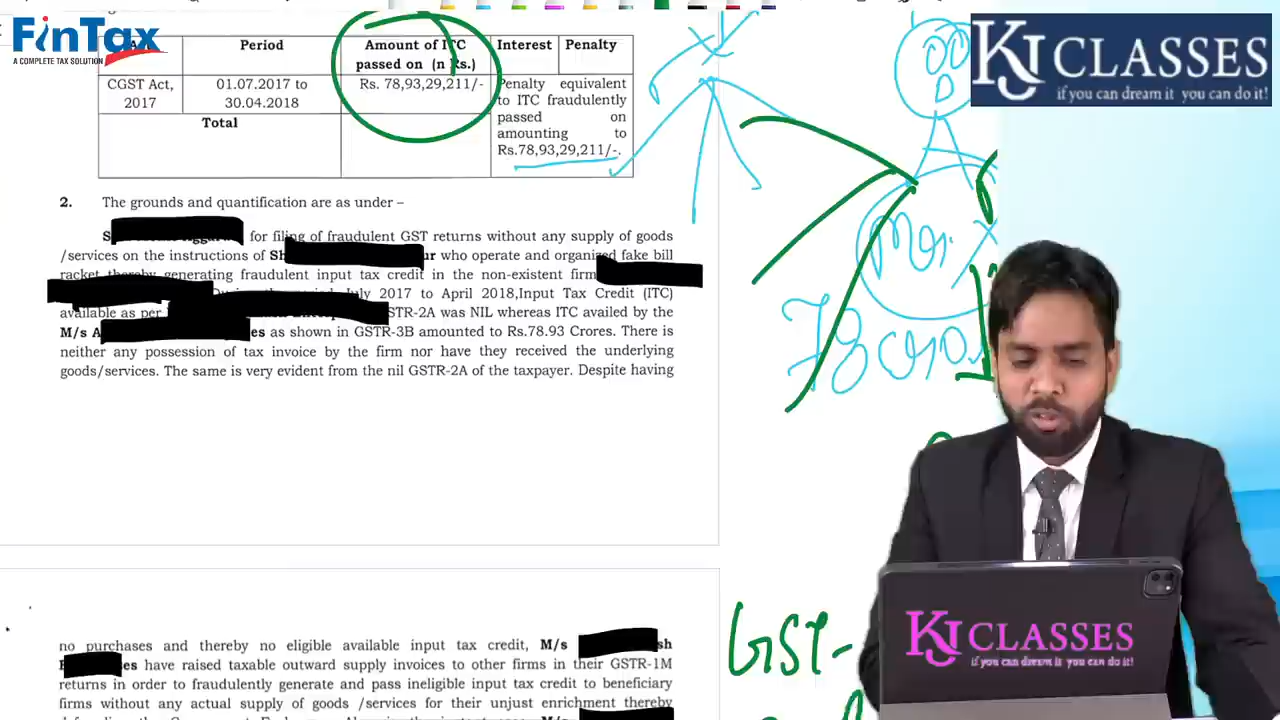 FinTax
A COMPLETE TAX SOLUTION
Period
Amount of ITC passed on (n Rs.)
Interest
Penalty
CGST Act, 2017
01.07.2017 to 30.04.2018
Rs. 78,93,29,211/-
Penalty equivalent
to ITC fraudulently
passed on
amounting to
Rs.78,93,29,211/-.
Total
2. The grounds and quantification are as under –
S for filing of fraudulent GST returns without any supply of goods
/services on the instructions of Sh ur who operate and organized fake bill
racket thereby generating fraudulent input tax credit in the non-existent firm
July 2017 to April 2018,Input Tax Credit (ITC)
available as per GSTR-2A was NIL whereas ITC availed by the
M/s A es as shown in GSTR-3B amounted to Rs.78.93 Crores. There is
neither any possession of tax invoice by the firm nor have they received the underlying
goods/services. The same is very evident from the nil GSTR-2A of the taxpayer. Despite having
no purchases and thereby no eligible available input tax credit, M/s sh
es have raised taxable outward supply invoices to other firms in their GSTR-1M
returns in order to fraudulently generate and pass ineligible input tax credit to beneficiary
firms without any actual supply of goods /services for their unjust enrichment thereby
X
Mr. X
GST-
KJ CLASSES
if you can dream it you can do it!
KJ CLASSES
if you can dream it you can do it!